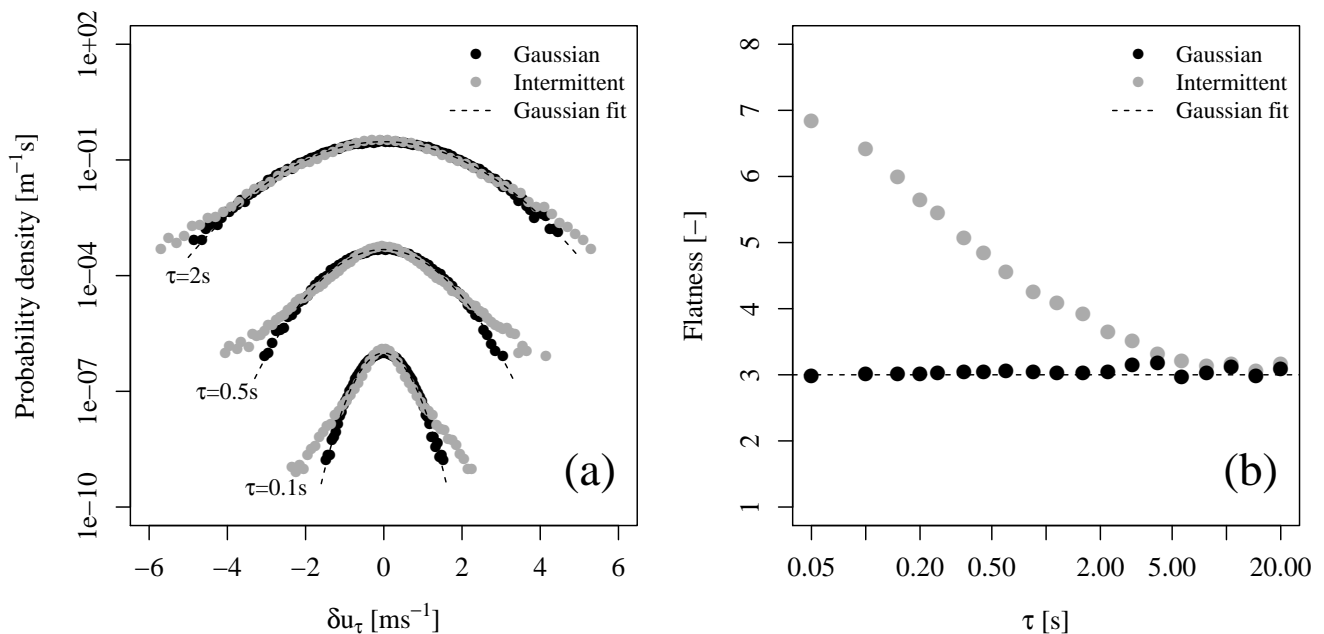 Probability density [m⁻¹s]
1e+02
1e−01
1e−04
1e−07
1e−10
Gaussian
Intermittent
Gaussian fit
τ=2s
τ=0.5s
τ=0.1s
(a)
−6 −4 −2 0 2 4 6
δuτ [ms⁻¹]
Flatness [−]
8
7
6
5
4
3
2
1
Gaussian
Intermittent
Gaussian fit
(b)
0.05 0.20 0.50 2.00 5.00 20.00
τ [s]